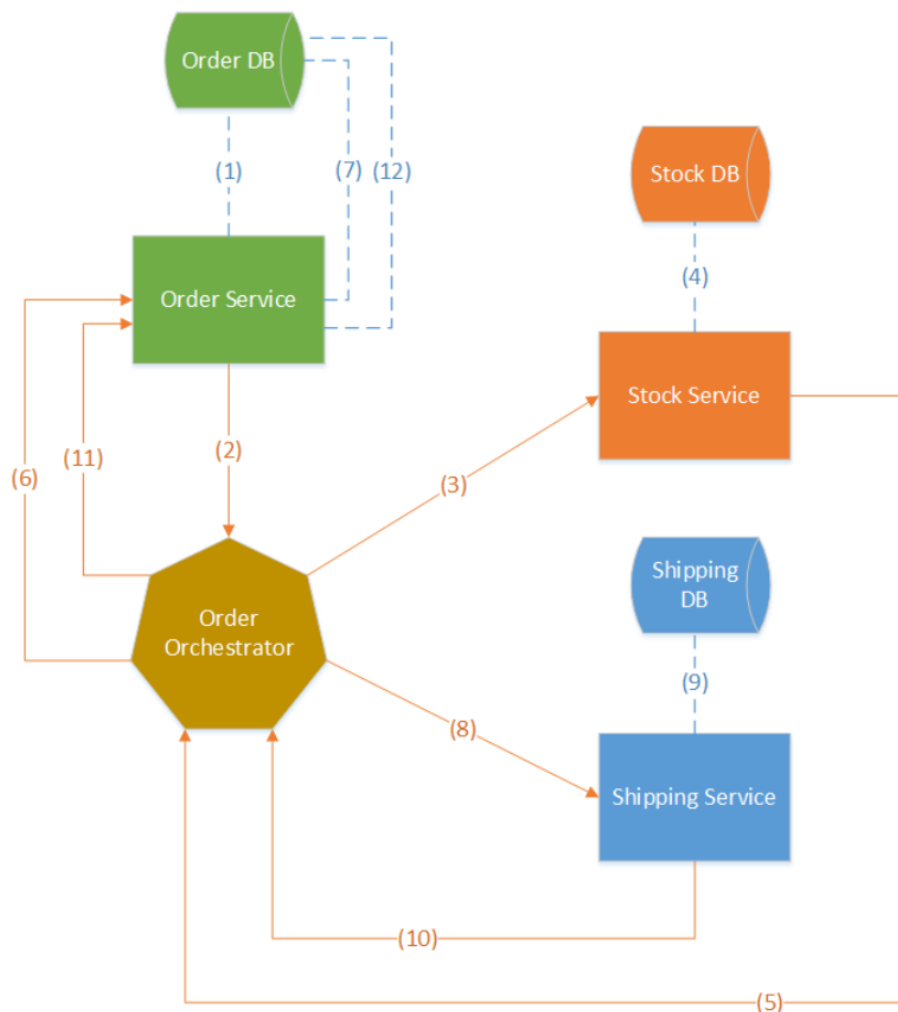 Order DB
(1)
(7)
(12)
Stock DB
(4)
Order Service
Stock Service
(2)
(6)
(11)
(3)
Shipping
DB
Order
Orchestrator
(9)
(8)
Shipping Service
(10)
(5)